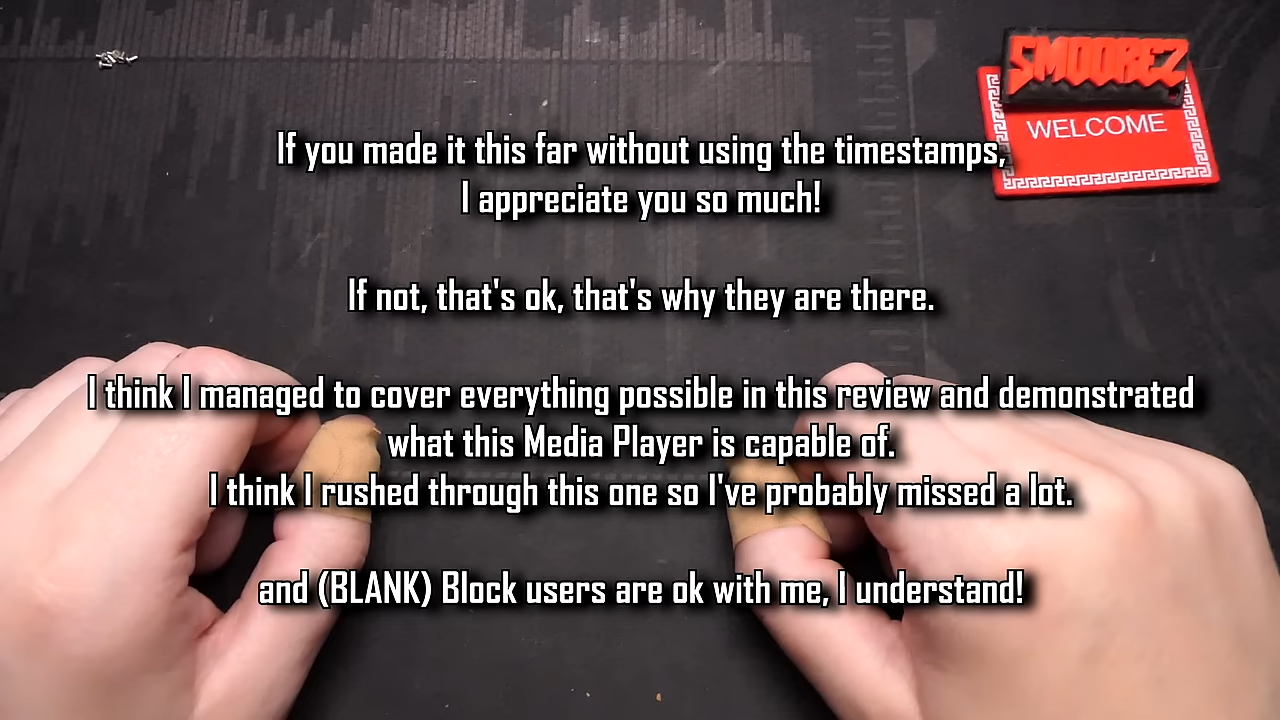 SMOOREZ
WELCOME
If you made it this far without using the timestamps,
I appreciate you so much!
If not, that's ok, that's why they are there.
I think I managed to cover everything possible in this review and demonstrated
what this Media Player is capable of.
I think I rushed through this one so I've probably missed a lot.
and (BLANK) Block users are ok with me, I understand!